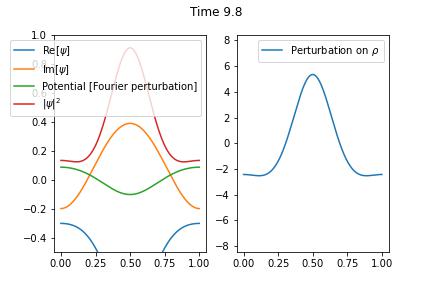 Time 9.8
Re[ψ]
Im[ψ]
Potential [Fourier perturbation]
|ψ|²
1.0
0.8
0.6
0.4
0.2
0.0
−0.2
−0.4
0.00 0.25 0.50 0.75 1.00
Perturbation on ρ
8
6
4
2
0
−2
−4
−6
−8
0.00 0.25 0.50 0.75 1.00